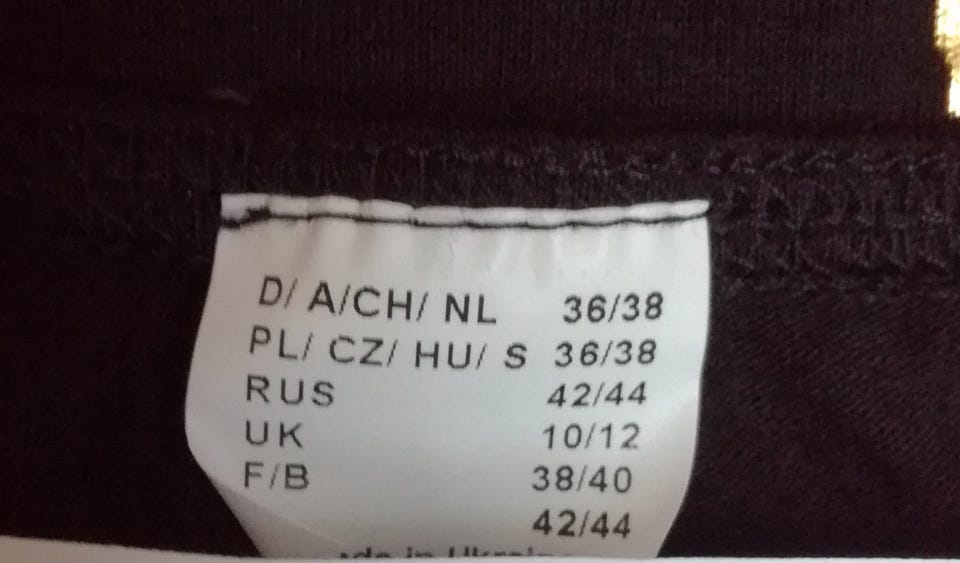 D/ A/CH/ NL 36/38
PL/ CZ/ HU/ S 36/38
RUS 42/44
UK 10/12
F/B 38/40
42/44
in